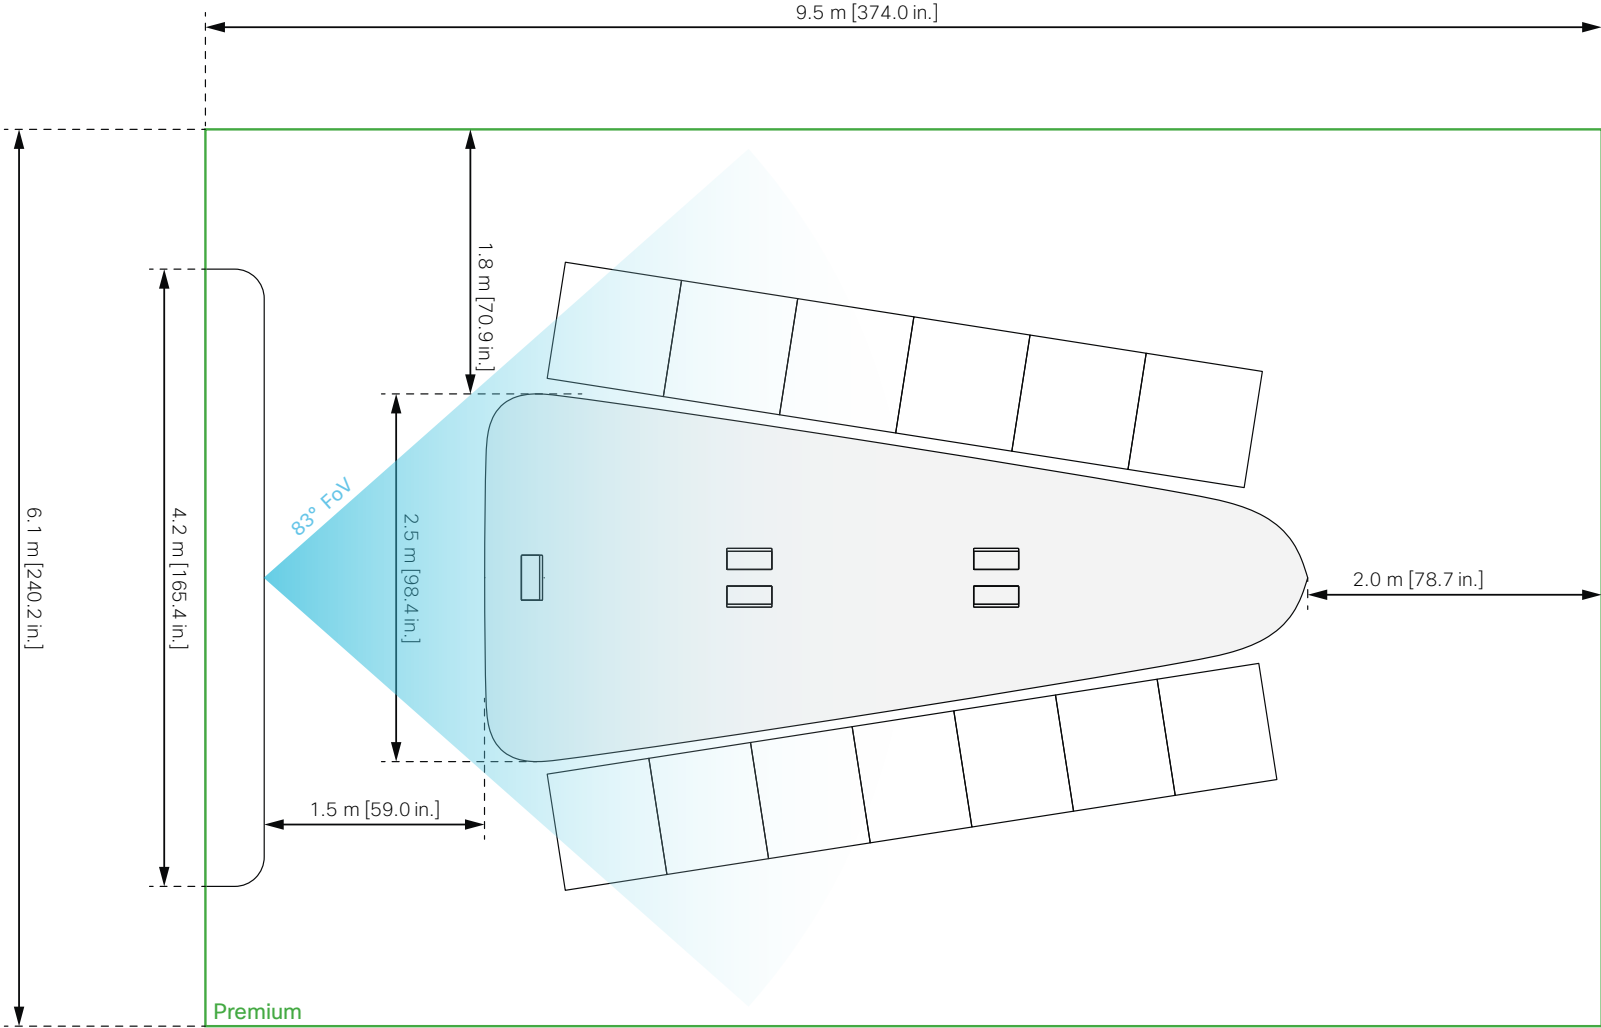 9.5 m [374.0 in.]
1.8 m [70.9 in.]
83° FoV
6.1 m [240.2 in.]
4.2 m [165.4 in.]
2.5 m [98.4 in.]
2.0 m [78.7 in.]
1.5 m [59.0 in.]
Premium